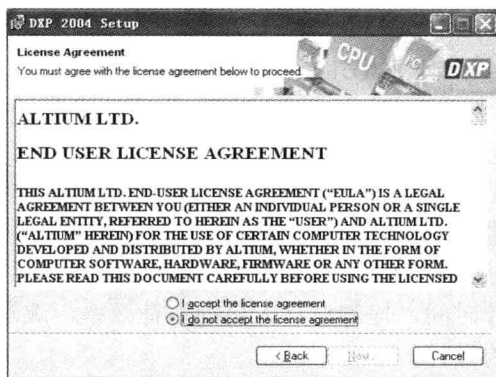 DXP 2004 Setup
License Agreement
You must agree with the license agreement below to proceed
CPU
DXP
ALTIUM LTD.
END USER LICENSE AGREEMENT
THIS ALTIUM LTD. END-USER LICENSE AGREEMENT (“EULA”) IS A LEGAL
AGREEMENT BETWEEN YOU (EITHER AN INDIVIDUAL PERSON OR A SINGLE
LEGAL ENTITY, REFERRED TO HEREIN AS THE “USER”) AND ALTIUM LTD.
(“ALTIUM” HEREIN) FOR THE USE OF CERTAIN COMPUTER TECHNOLOGY
DEVELOPED AND DISTRIBUTED BY ALTIUM, WHETHER IN THE FORM OF
COMPUTER SOFTWARE, HARDWARE, FIRMWARE OR ANY OTHER FORM.
PLEASE READ THIS DOCUMENT CAREFULLY BEFORE USING THE LICENSED
I accept the license agreement
I do not accept the license agreement
< Back
Cancel